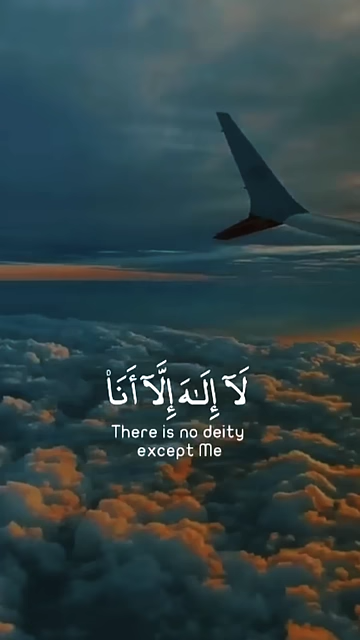 لَآ إِلَـٰهَ إِلَّآ أَنَا۠
There is no deity
except Me